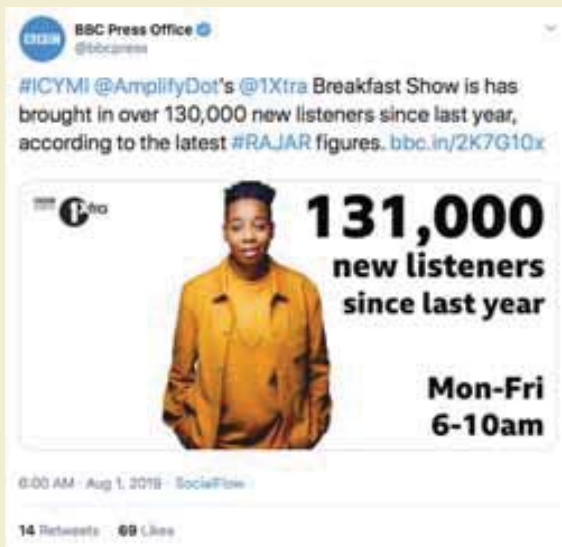 BBC Press Office
@bbcpress
#ICYMI @AmplifyDot's @1Xtra Breakfast Show is has
brought in over 130,000 new listeners since last year,
according to the latest #RAJAR figures. bbc.in/2K7G10x
1Xtra
131,000
new listeners
since last year
Mon-Fri
6-10am
6:00 AM · Aug 1, 2019 · SocialFlow
14 Retweets 69 Likes